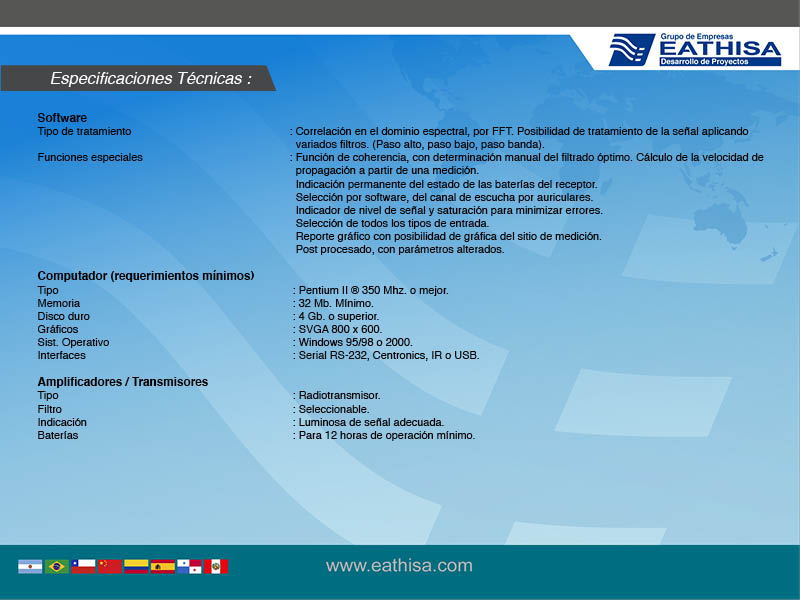 Grupo de Empresas
EATHISA
Desarrollo de Proyectos
Especificaciones Técnicas :
Software
Tipo de tratamiento : Correlación en el dominio espectral, por FFT. Posibilidad de tratamiento de la señal aplicando
variados filtros. (Paso alto, paso bajo, paso banda).
Funciones especiales : Función de coherencia, con determinación manual del filtrado óptimo. Cálculo de la velocidad de
propagación a partir de una medición.
Indicación permanente del estado de las baterías del receptor.
Selección por software, del canal de escucha por auriculares.
Indicador de nivel de señal y saturación para minimizar errores.
Selección de todos los tipos de entrada.
Reporte gráfico con posibilidad de gráfica del sitio de medición.
Post procesado, con parámetros alterados.
Computador (requerimientos mínimos)
Tipo : Pentium II ® 350 Mhz. o mejor.
Memoria : 32 Mb. Mínimo.
Disco duro : 4 Gb. o superior.
Gráficos : SVGA 800 x 600.
Sist. Operativo : Windows 95/98 o 2000.
Interfaces : Serial RS-232, Centronics, IR o USB.
Amplificadores / Transmisores
Tipo : Radiotransmisor.
Filtro : Seleccionable.
Indicación : Luminosa de señal adecuada.
Baterías : Para 12 horas de operación mínimo.
www.eathisa.com